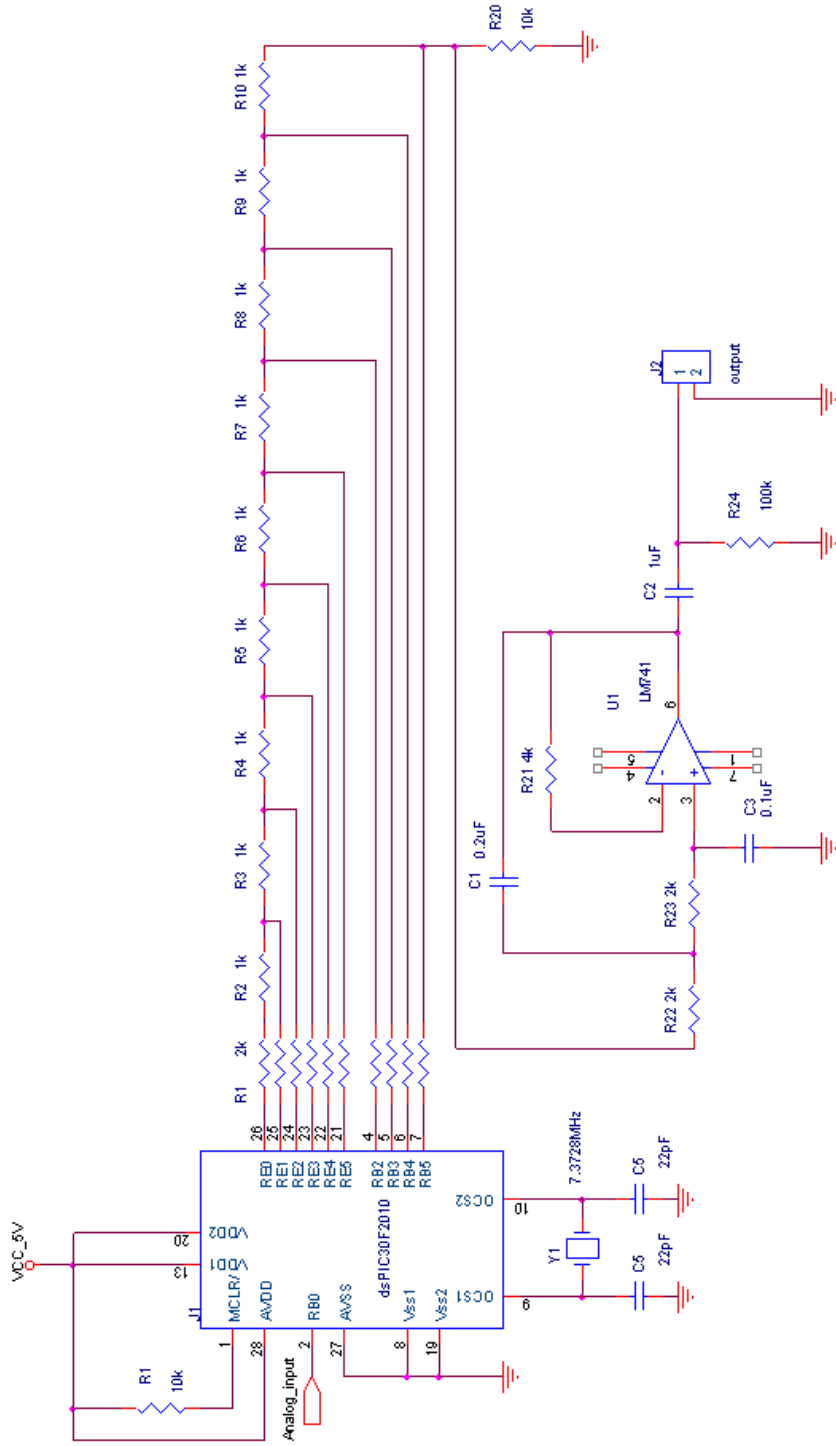 VCC_5V
R1
10k
J1
13
20
VDD1
VDD2
1
MCLR/
28
AVDD
Analog_input
2
RB0
27
AVSS
8
Vss1
19
Vss2
dsPIC30F2010
OCS1
OCS2
9
10
Y1
7.3728MHz
C5
22pF
C5
22pF
RE0
RE1
RE2
RE3
RE4
RE5
RB2
RB3
RB4
RB5
26
25
24
23
22
21
4
5
6
7
R1
2k
R2 1k
R3 1k
R4 1k
R5 1k
R6 1k
R7 1k
R8 1k
R9 1k
R10 1k
R20
10k
R22 2k
R23 2k
C1
0.2uF
R21 4k
2
3
-
+
4
5
7
1
6
U1
LM741
C3
0.1uF
C2
1uF
R24
100k
J2
1
2
output